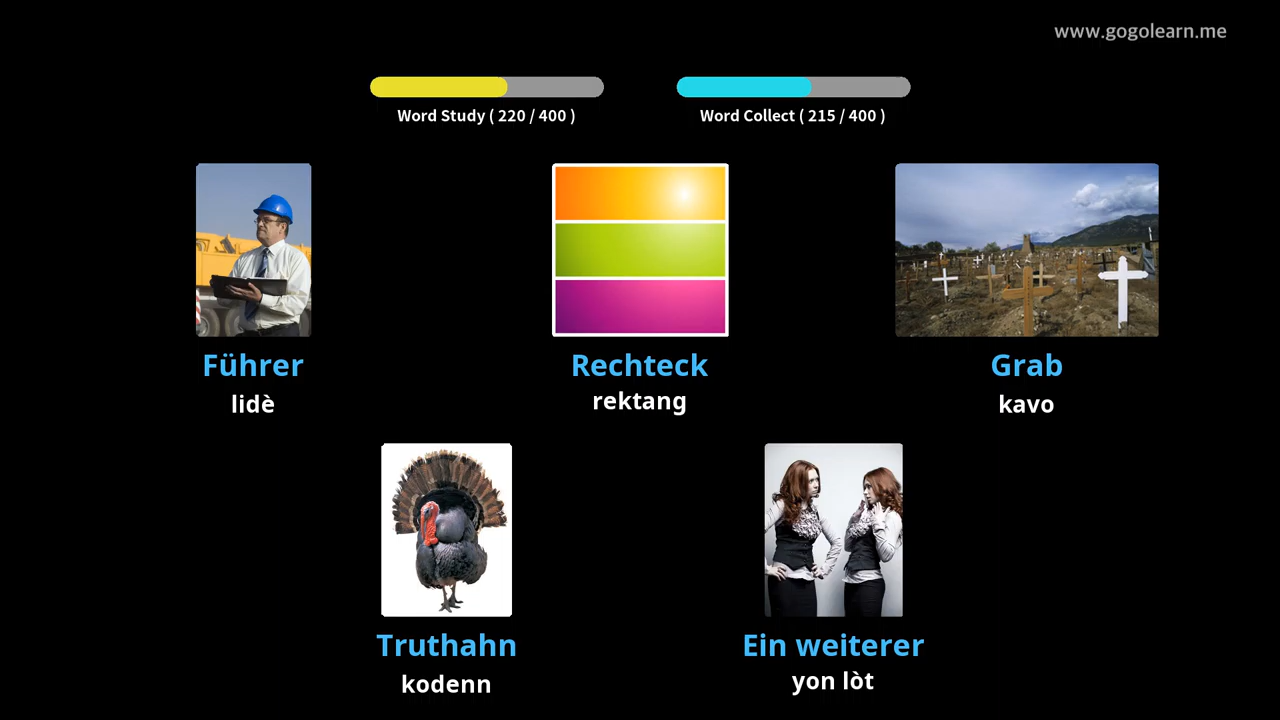 www.gogolearn.me
Word Study ( 220 / 400 )
Word Collect ( 215 / 400 )
Führer
lidè
Rechteck
rektang
Grab
kavo
Truthahn
kodenn
Ein weiterer
yon lòt